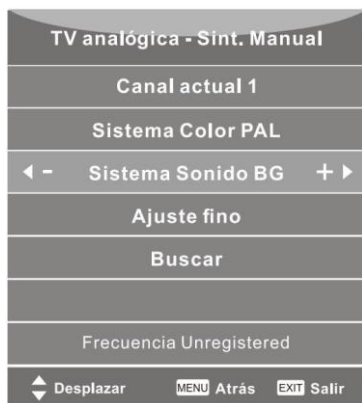 TV analógica - Sint. Manual
Canal actual 1
Sistema Color PAL
- Sistema Sonido BG +
Ajuste fino
Buscar
Frecuencia Unregistered
Desplazar MENU Atrás EXIT Salir